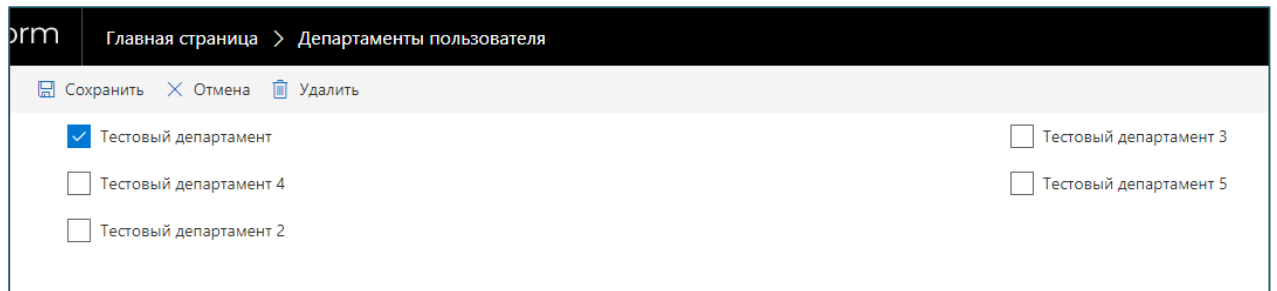 orm Главная страница > Департаменты пользователя
Сохранить Отмена Удалить
Тестовый департамент Тестовый департамент 3
Тестовый департамент 4 Тестовый департамент 5
Тестовый департамент 2